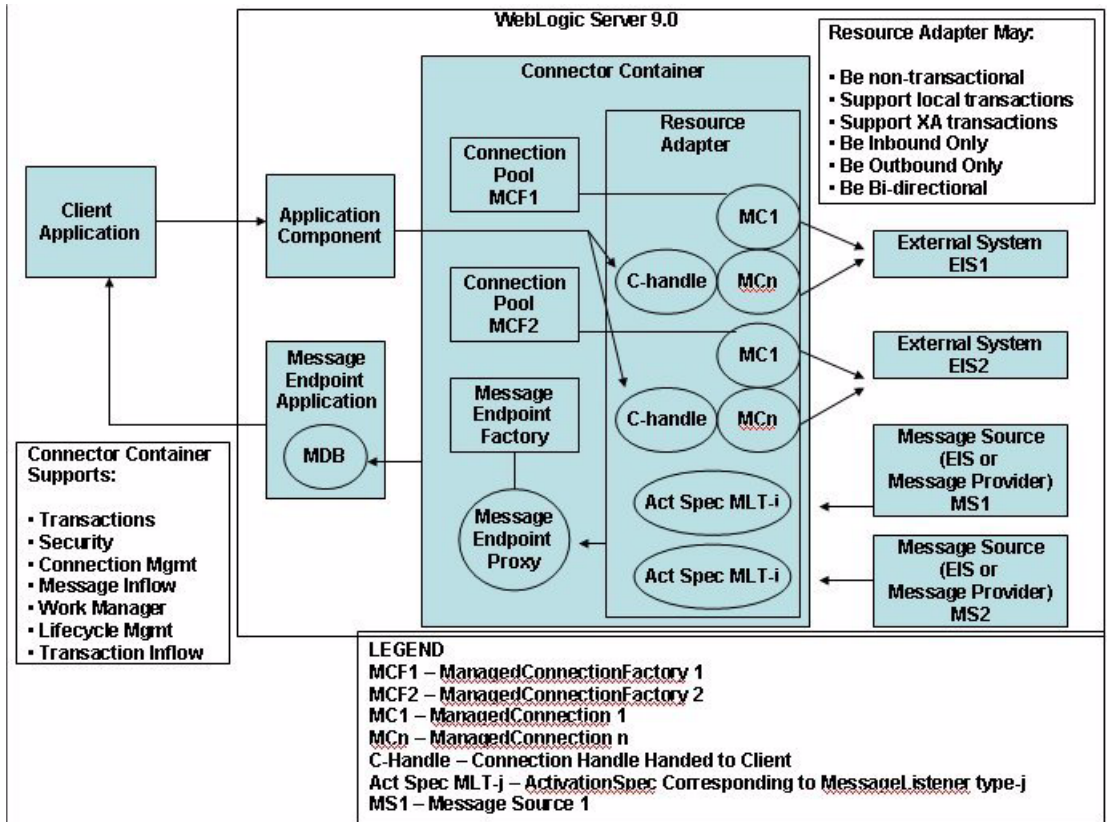 WebLogic Server 9.0
Resource Adapter May:
▪ Be non-transactional
▪ Support local transactions
▪ Support XA transactions
▪ Be Inbound Only
▪ Be Outbound Only
▪ Be Bi-directional
Connector Container
Resource
Adapter
Connection
Pool
MCF1
Client
Application
Application
Component
MC1
External System
EIS1
C-handle
MCn
Connection
Pool
MCF2
MC1
External System
EIS2
Message
Endpoint
Application
MDB
Message
Endpoint
Factory
C-handle
MCn
Message Source
(EIS or
Message Provider)
MS1
Connector Container
Supports:
▪ Transactions
▪ Security
▪ Connection Mgmt
▪ Message Inflow
▪ Work Manager
▪ Lifecycle Mgmt
▪ Transaction Inflow
Act Spec MLT-i
Message
Endpoint
Proxy
Act Spec MLT-i
Message Source
(EIS or
Message Provider)
MS2
LEGEND
MCF1 – ManagedConnectionFactory 1
MCF2 – ManagedConnectionFactory 2
MC1 – ManagedConnection 1
MCn – ManagedConnection n
C-Handle – Connection Handle Handed to Client
Act Spec MLT-j – ActivationSpec Corresponding to MessageListener type-j
MS1 – Message Source 1